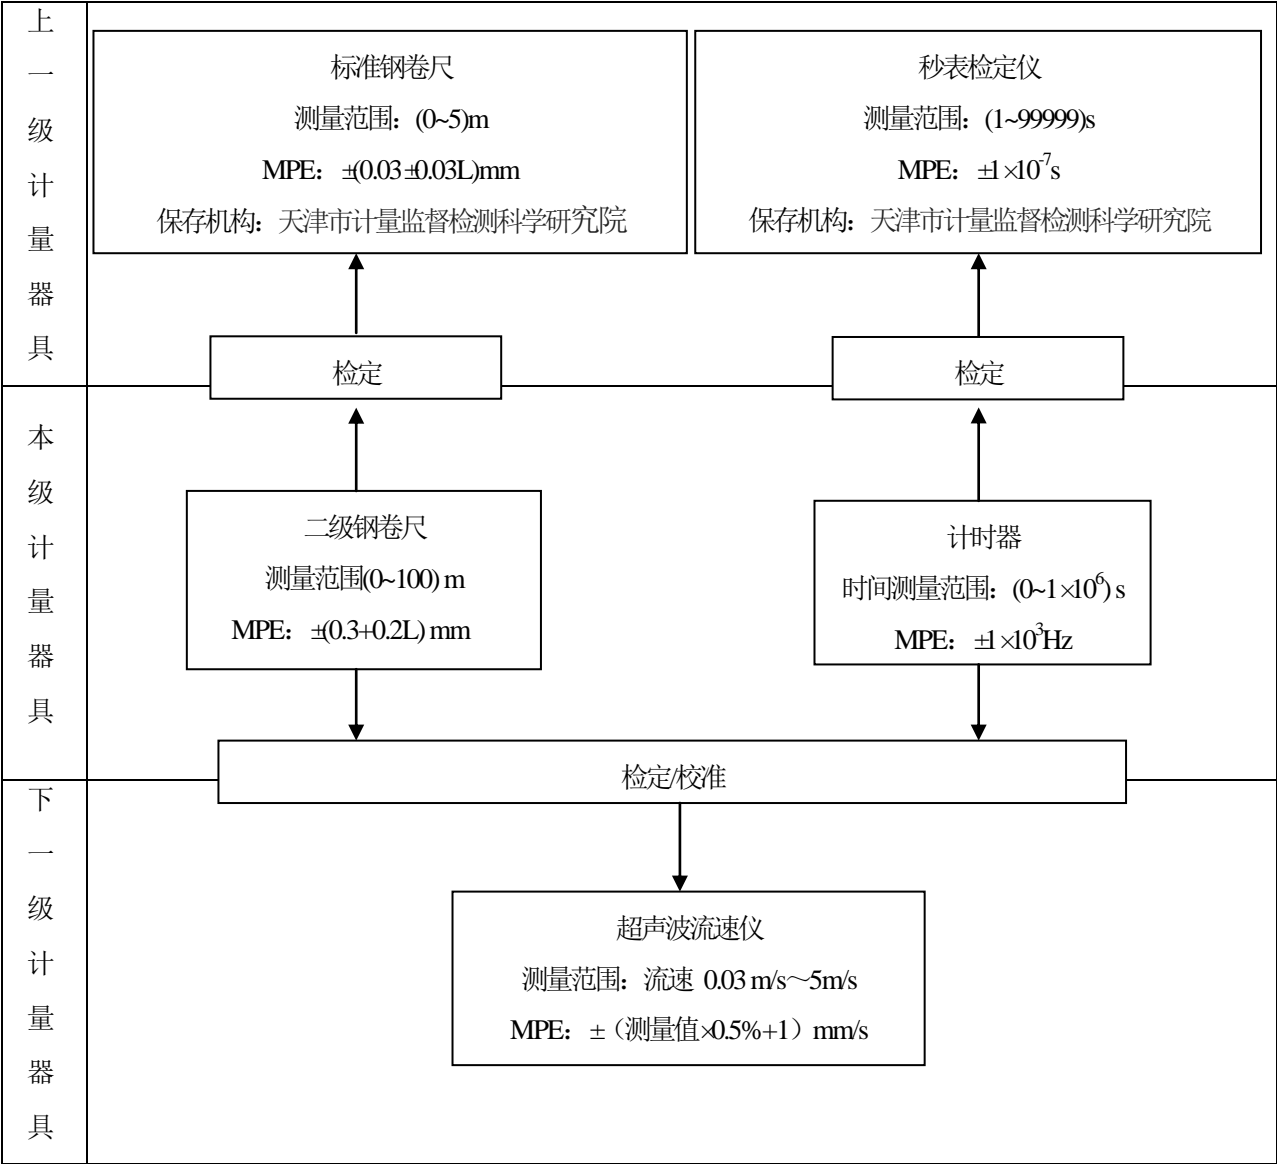 上一级计量器具
标准钢卷尺
测量范围：(0~5)m
MPE：±(0.03±0.03L)mm
保存机构：天津市计量监督检测科学研究院
秒表检定仪
测量范围：(1~99999)s
MPE：±1×10⁻⁷s
保存机构：天津市计量监督检测科学研究院
检定
检定
本级计量器具
二级钢卷尺
测量范围(0~100) m
MPE：±(0.3+0.2L) mm
计时器
时间测量范围：(0~1×10⁶) s
MPE：±1×10³Hz
检定/校准
下一级计量器具
超声波流速仪
测量范围：流速 0.03 m/s～5m/s
MPE：±（测量值×0.5%+1）mm/s